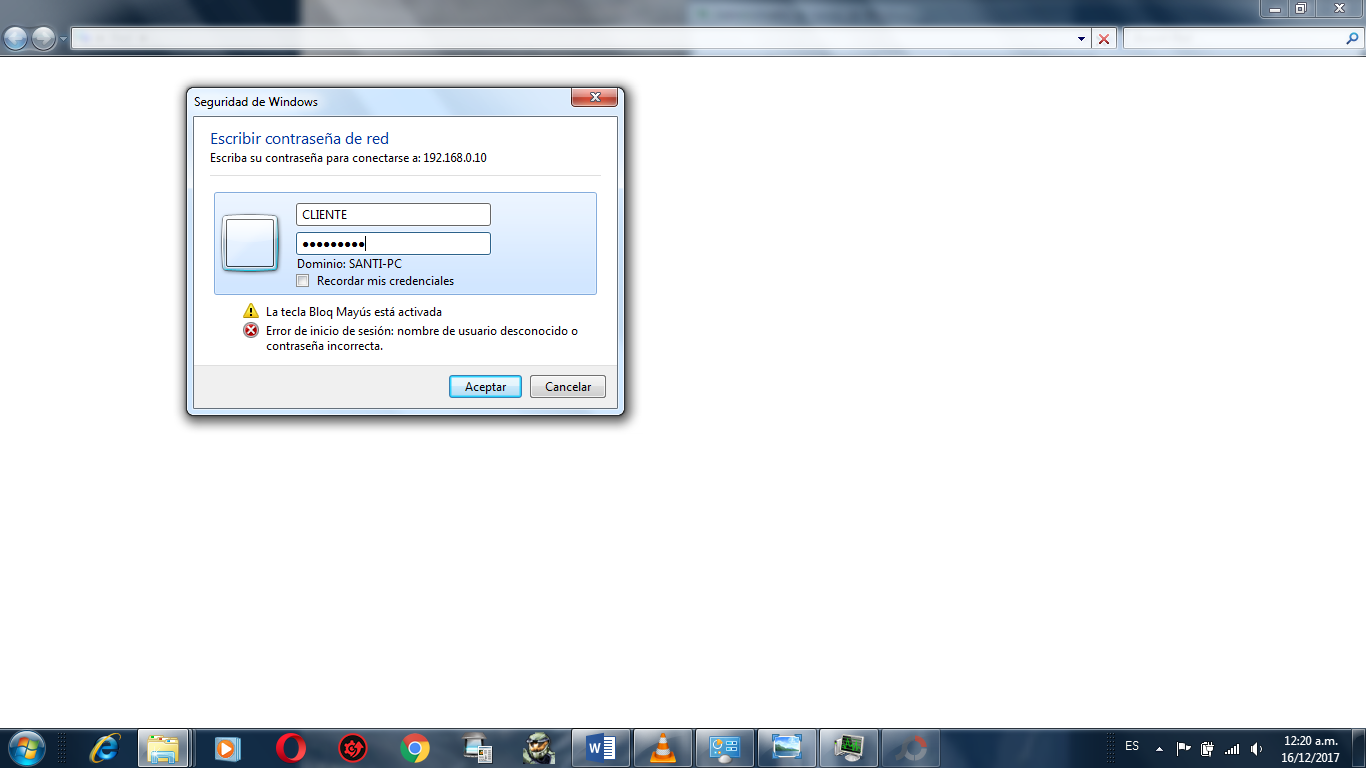 Seguridad de Windows
Escribir contraseña de red
Escriba su contraseña para conectarse a: 192.168.0.10
CLIENTE
●●●●●●●●●
Dominio: SANTI-PC
Recordar mis credenciales
La tecla Bloq Mayús está activada
Error de inicio de sesión: nombre de usuario desconocido o
contraseña incorrecta.
Aceptar
Cancelar
ES
12:20 a.m.
16/12/2017